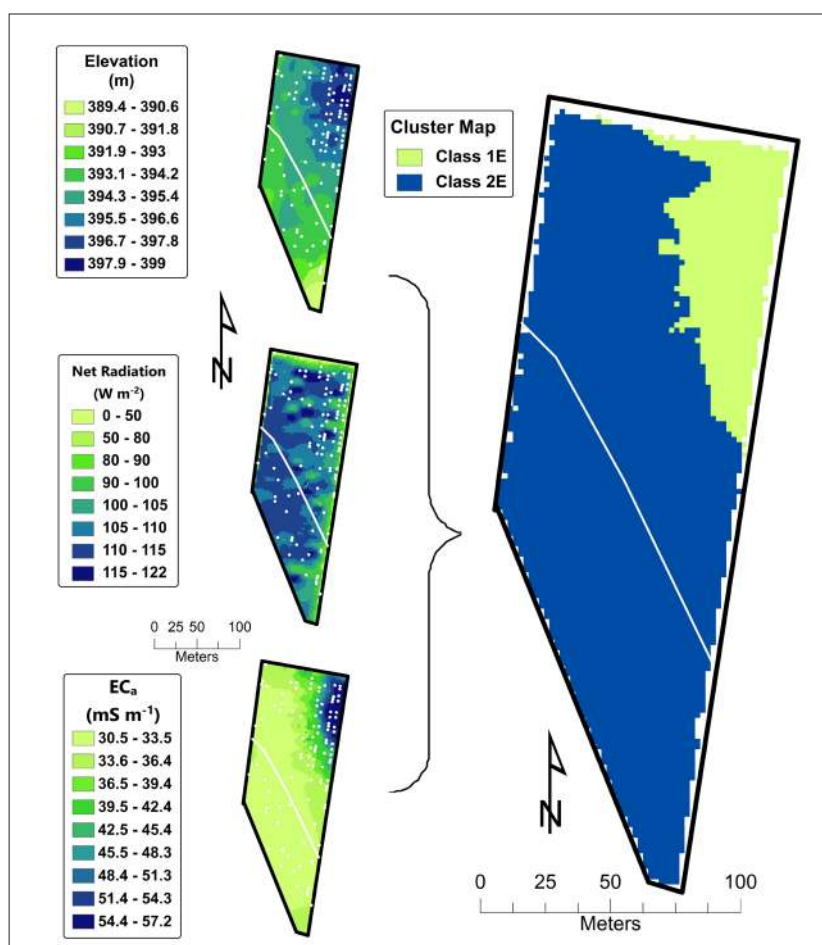 Elevation
(m)
389.4 - 390.6
390.7 - 391.8
391.9 - 393
393.1 - 394.2
394.3 - 395.4
395.5 - 396.6
396.7 - 397.8
397.9 - 399
Cluster Map
Class 1E
Class 2E
N
Net Radiation
(W m⁻²)
0 - 50
50 - 80
80 - 90
90 - 100
100 - 105
105 - 110
110 - 115
115 - 122
0 25 50 100
Meters
ECₐ
(mS m⁻¹)
30.5 - 33.5
33.6 - 36.4
36.5 - 39.4
39.5 - 42.4
42.5 - 45.4
45.5 - 48.3
48.4 - 51.3
51.4 - 54.3
54.4 - 57.2
N
0 25 50 100
Meters